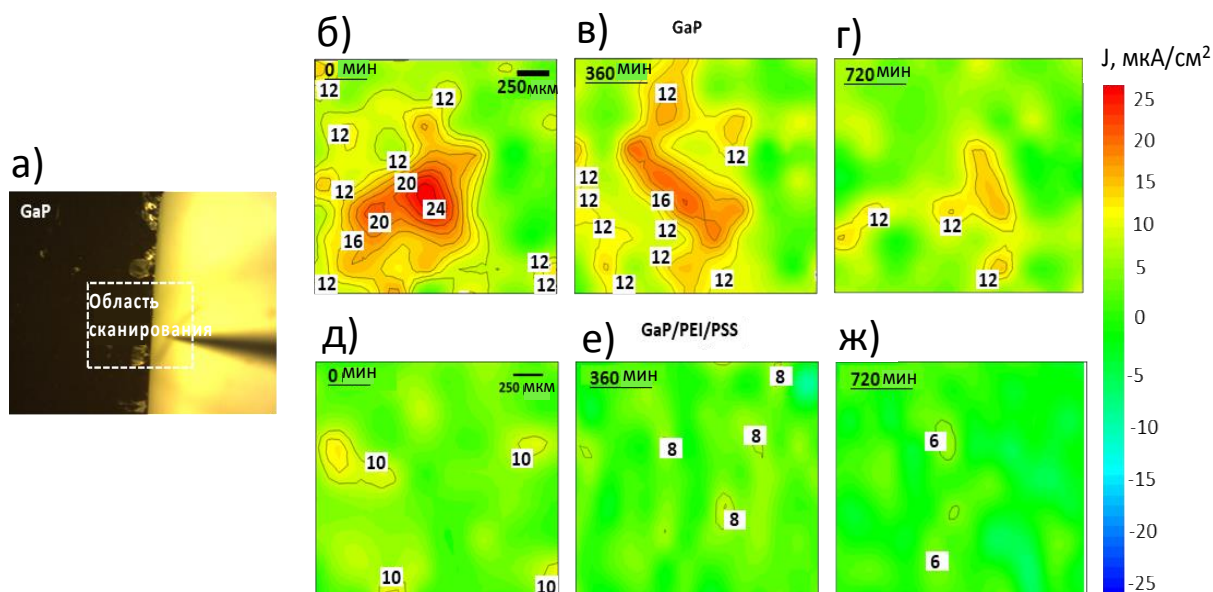 б)
в)
GaP
г)
J, мкА/см²
0 МИН
250мкм
12
12
12
12
12
20
24
20
16
12
12
12
360 МИН
12
12
12
12
12
16
12
12
12
720 МИН
12
12
12
а)
GaP
Область
сканирования
д)
GaP/PEI/PSS
е)
ж)
0 МИН
250 МКМ
10
10
10
10
360 МИН
8
8
8
8
720 МИН
6
6
25
20
15
10
5
0
-5
-10
-15
-20
-25